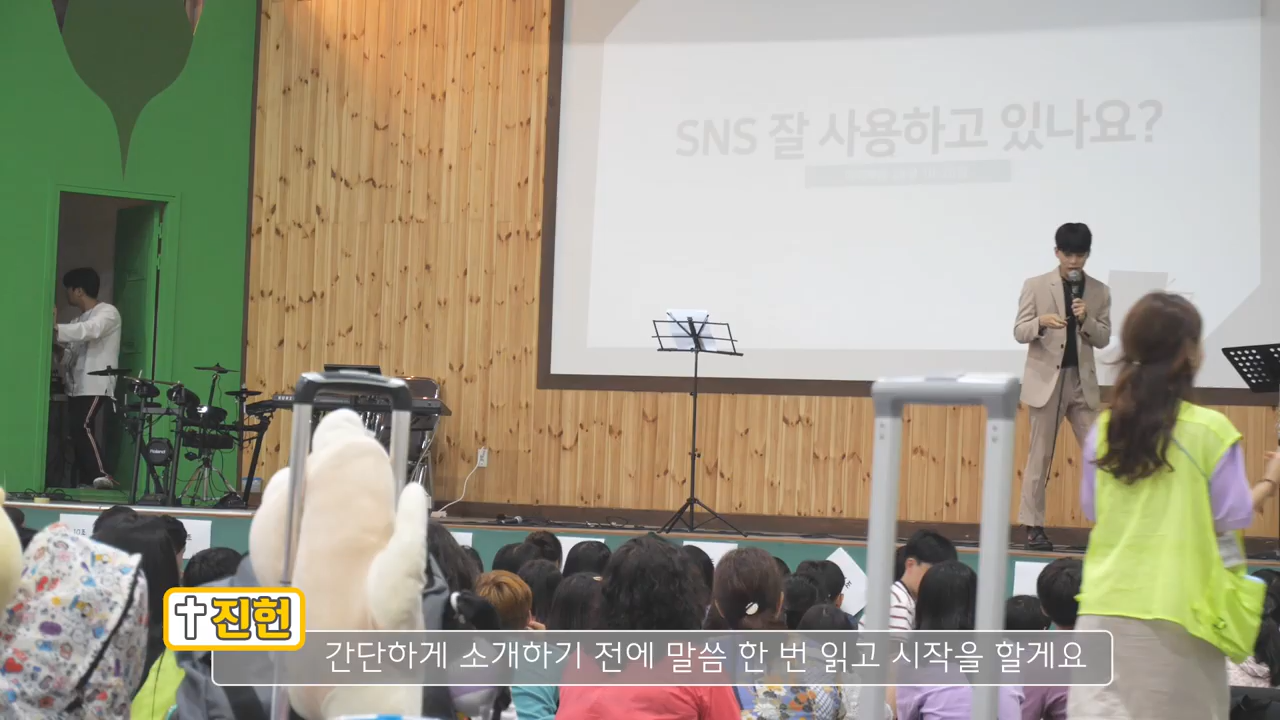 SNS 잘 사용하고 있나요?
진헌
간단하게 소개하기 전에 말씀 한 번 읽고 시작을 할게요
Roland